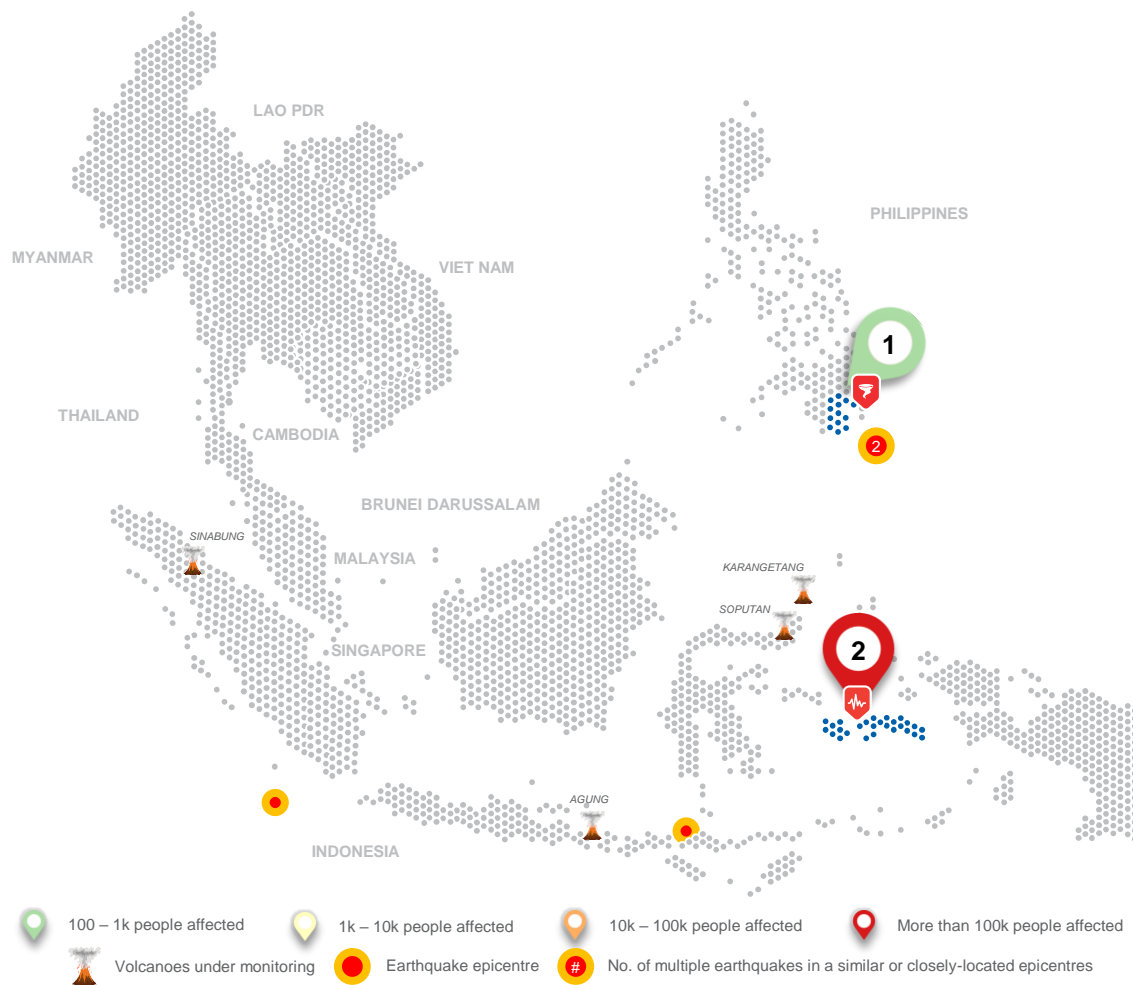 LAO PDR
PHILIPPINES
MYANMAR
VIET NAM
1
THAILAND
CAMBODIA
2
BRUNEI DARUSSALAM
SINABUNG
MALAYSIA
KARANGETANG
SOPUTAN
SINGAPORE
2
AGUNG
INDONESIA
100 – 1k people affected
1k – 10k people affected
10k – 100k people affected
More than 100k people affected
Volcanoes under monitoring
Earthquake epicentre
#
No. of multiple earthquakes in a similar or closely-located epicentres